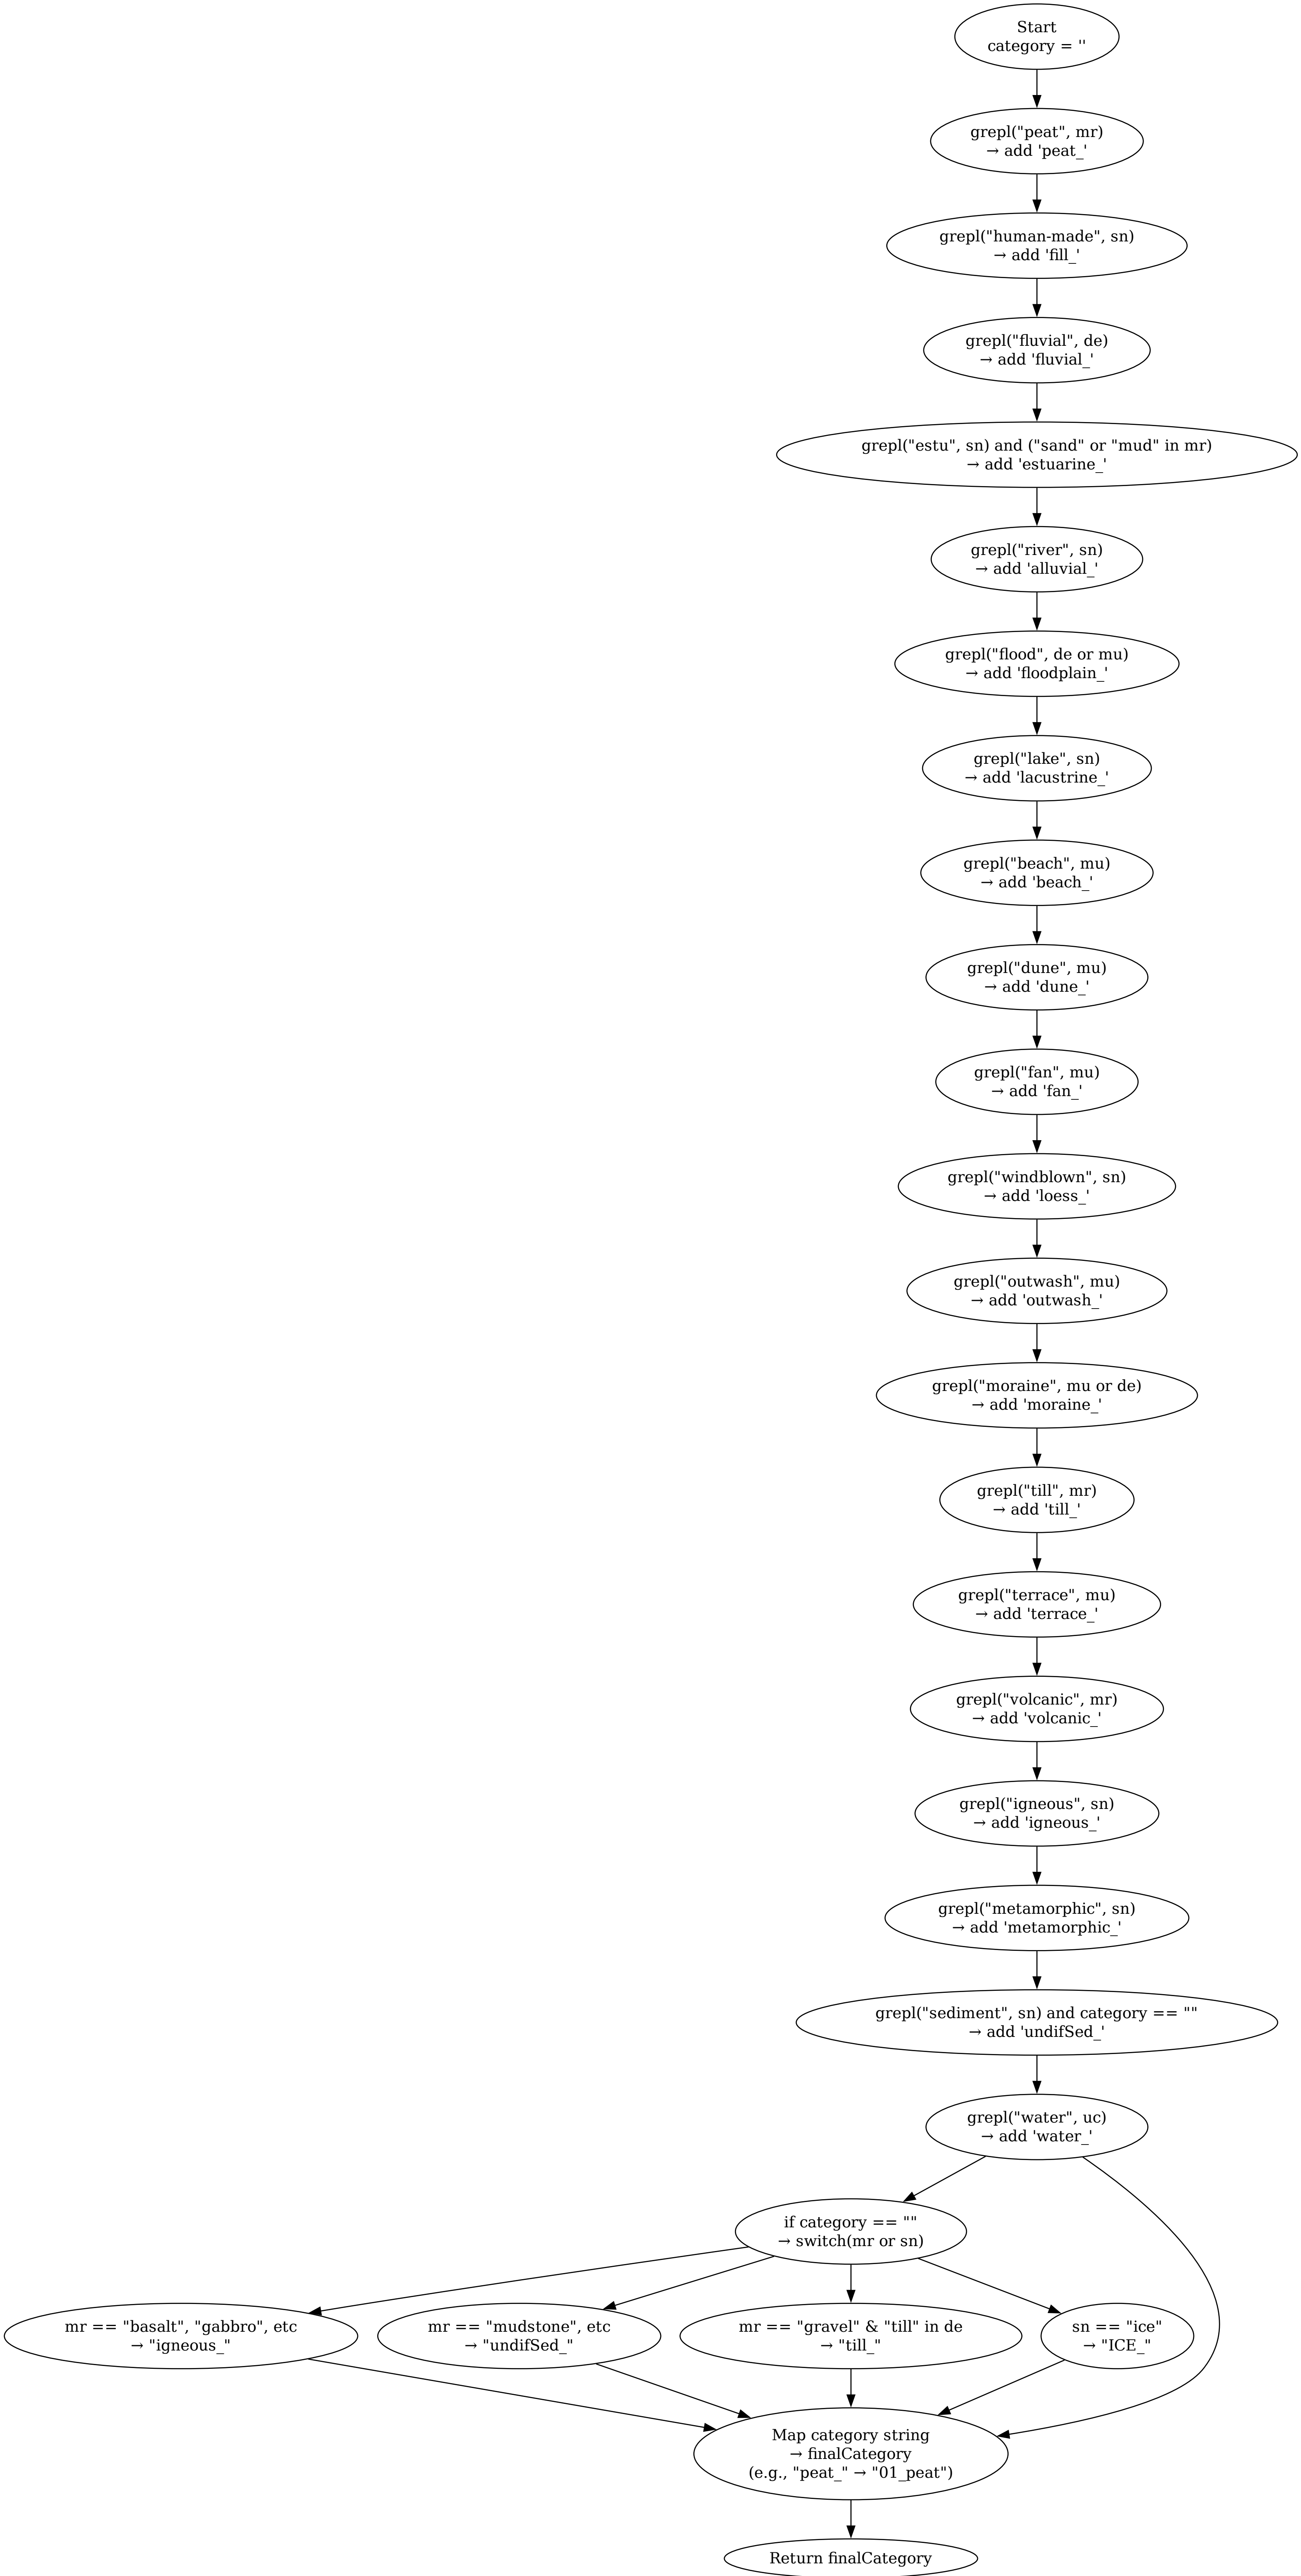 Start
category = ''
grepl("peat", mr)
→ add 'peat_'
grepl("human-made", sn)
→ add 'fill_'
grepl("fluvial", de)
→ add 'fluvial_'
grepl("estu", sn) and ("sand" or "mud" in mr)
→ add 'estuarine_'
grepl("river", sn)
→ add 'alluvial_'
grepl("flood", de or mu)
→ add 'floodplain_'
grepl("lake", sn)
→ add 'lacustrine_'
grepl("beach", mu)
→ add 'beach_'
grepl("dune", mu)
→ add 'dune_'
grepl("fan", mu)
→ add 'fan_'
grepl("windblown", sn)
→ add 'loess_'
grepl("outwash", mu)
→ add 'outwash_'
grepl("moraine", mu or de)
→ add 'moraine_'
grepl("till", mr)
→ add 'till_'
grepl("terrace", mu)
→ add 'terrace_'
grepl("volcanic", mr)
→ add 'volcanic_'
grepl("igneous", sn)
→ add 'igneous_'
grepl("metamorphic", sn)
→ add 'metamorphic_'
grepl("sediment", sn) and category == ""
→ add 'undifSed_'
grepl("water", uc)
→ add 'water_'
if category == ""
→ switch(mr or sn)
mr == "basalt", "gabbro", etc
→ "igneous_"
mr == "mudstone", etc
→ "undifSed_"
mr == "gravel" & "till" in de
→ "till_"
sn == "ice"
→ "ICE_"
Map category string
→ finalCategory
(e.g., "peat_" → "01_peat")
Return finalCategory